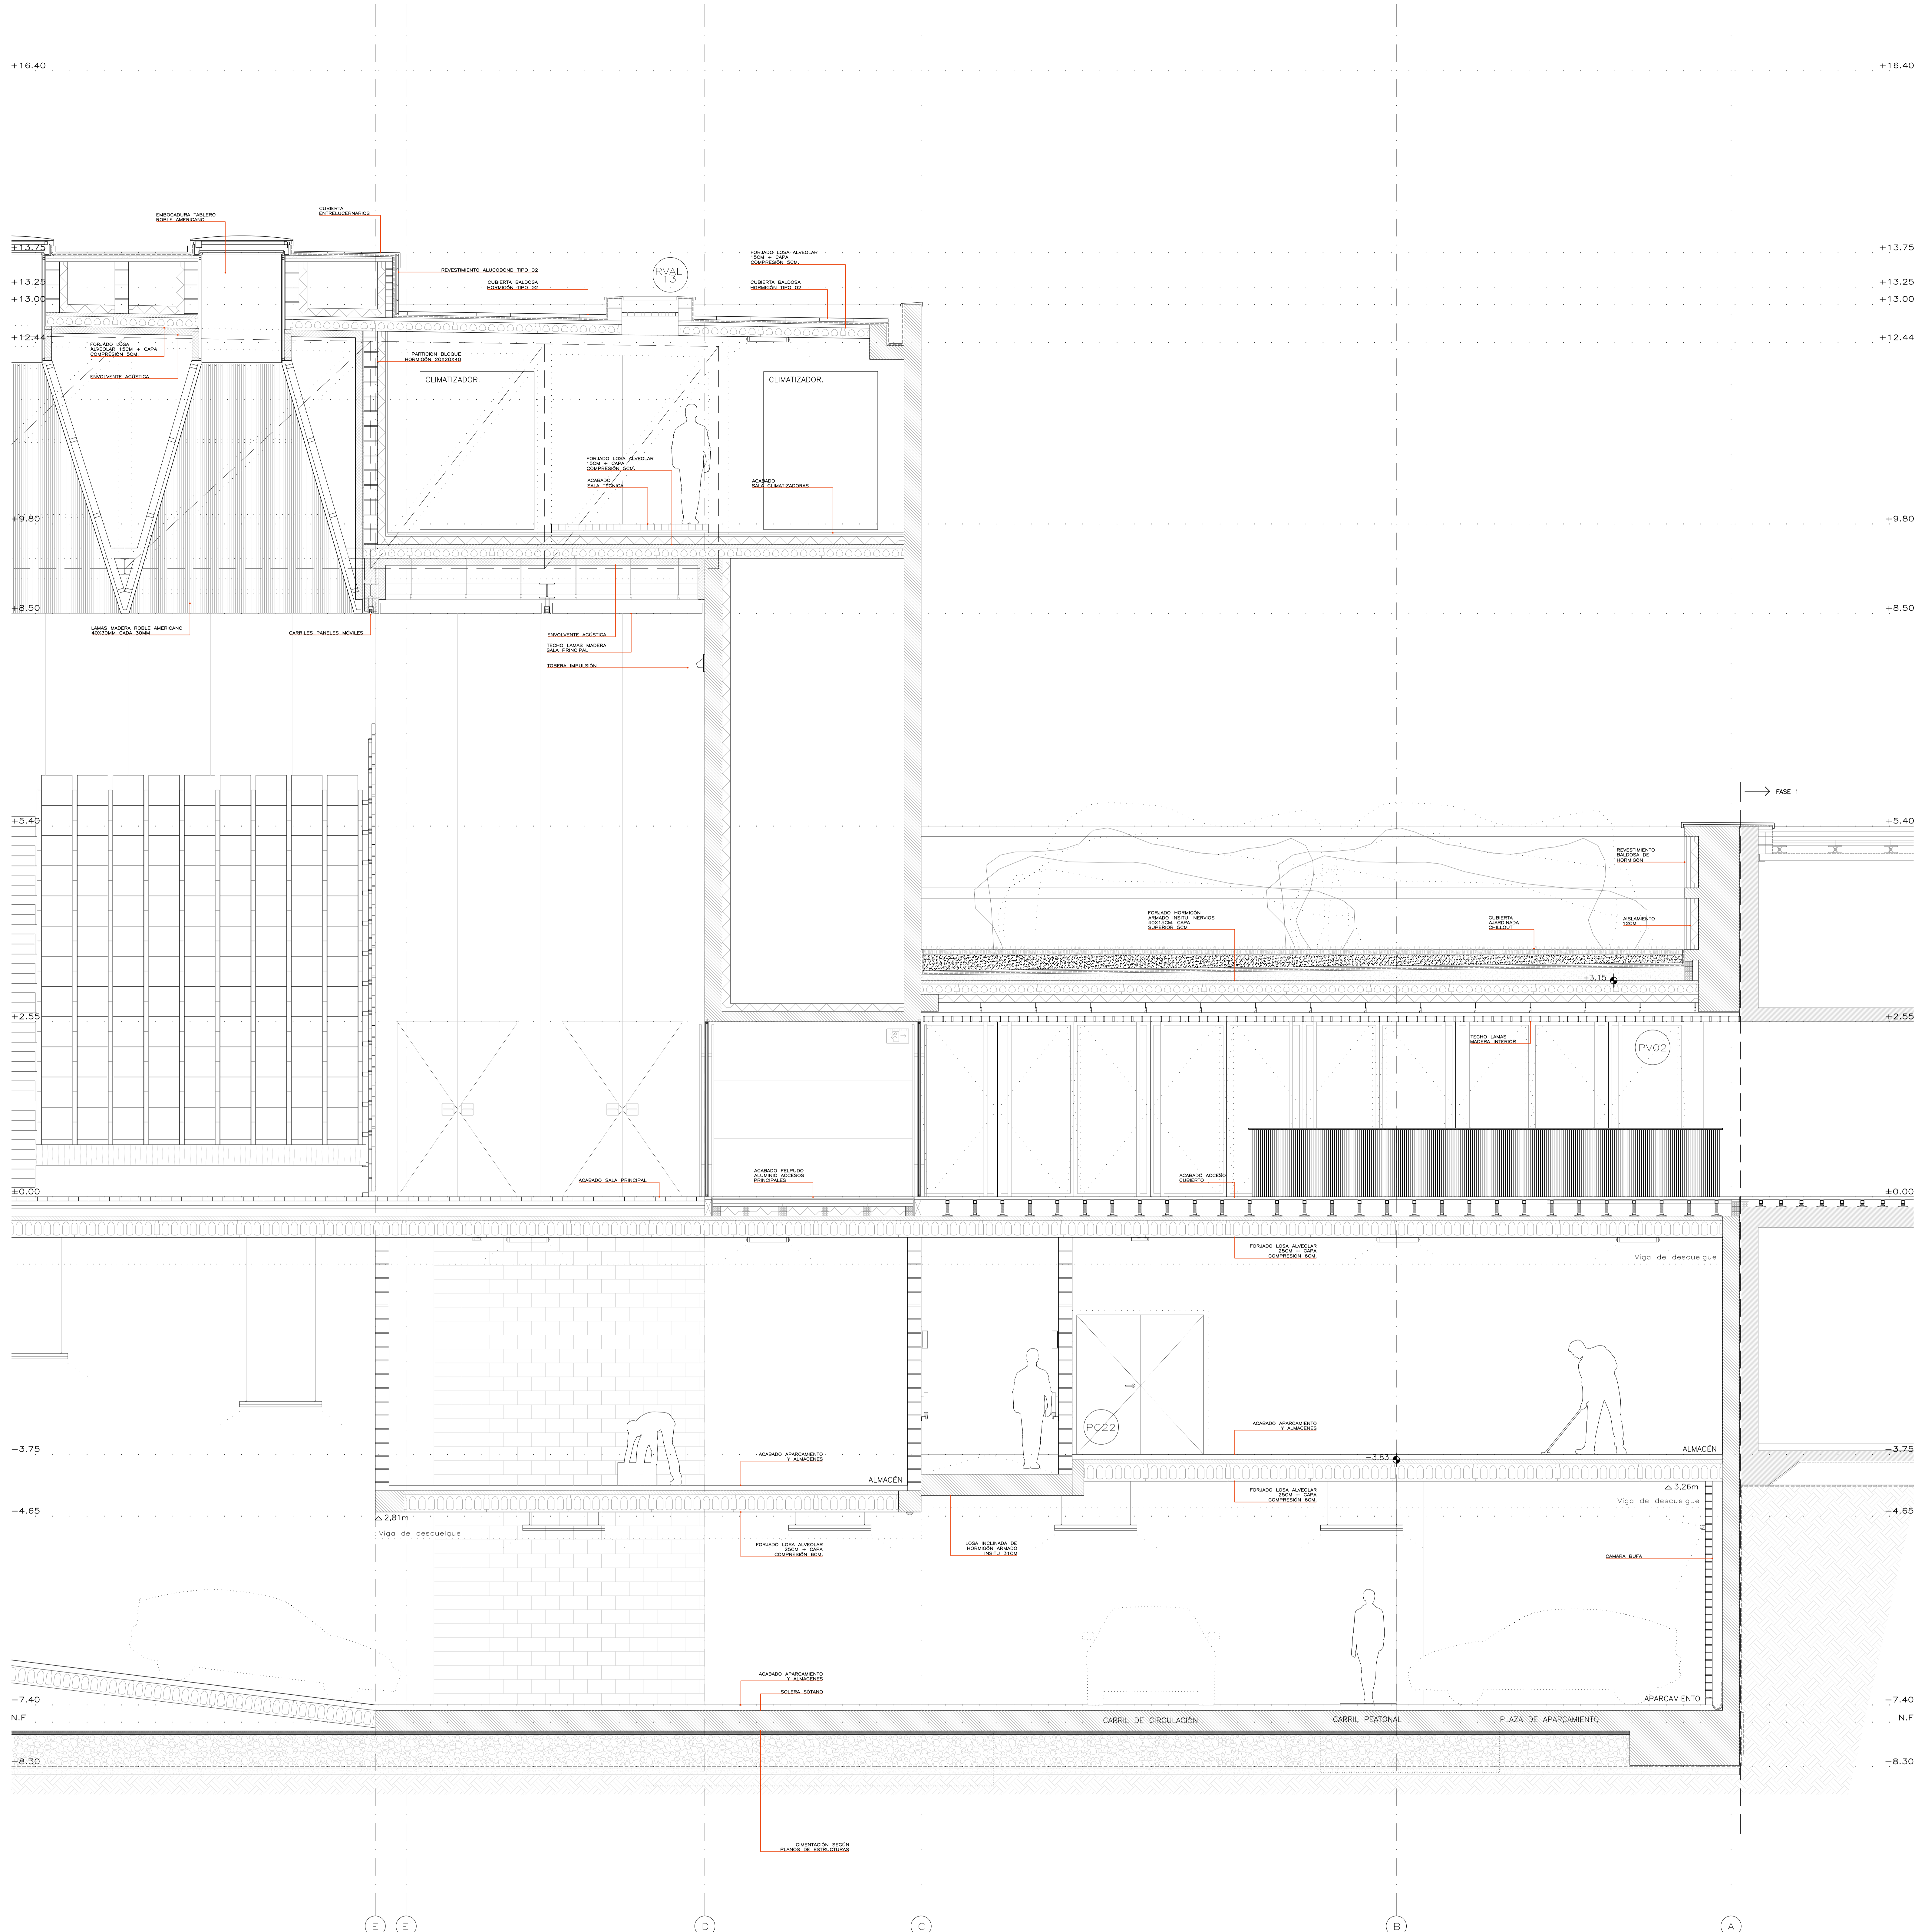 +16.40
+16.40
EMBOCADURA TABLERO
ROBLE AMERICANO
CUBIERTA
ENTRELUCERNARIOS
+13.75
+13.75
FORJADO LOSA ALVEOLAR
15CM + CAPA
COMPRESIÓN 5CM.
REVESTIMIENTO ALUCOBOND TIPO 02
RVAL
13
CUBIERTA BALDOSA
HORMIGÓN TIPO 02
CUBIERTA BALDOSA
HORMIGÓN TIPO 02
+13.25
+13.25
+13.00
+13.00
+12.44
+12.44
FORJADO LOSA
ALVEOLAR 15CM + CAPA
COMPRESIÓN 5CM.
ENVOLVENTE ACÚSTICA
PARTICIÓN BLOQUE
HORMIGÓN 20X20X40
CLIMATIZADOR.
CLIMATIZADOR.
FORJADO LOSA ALVEOLAR
15CM + CAPA
COMPRESIÓN 5CM.
ACABADO
SALA TÉCNICA
ACABADO
SALA CLIMATIZADORAS
+9.80
+9.80
+8.50
+8.50
LAMAS MADERA ROBLE AMERICANO
40X30MM CADA 30MM
CARRILES PANELES MÓVILES
ENVOLVENTE ACÚSTICA
TECHO LAMAS MADERA
SALA PRINCIPAL
TOBERA IMPULSIÓN
FASE 1
+5.40
+5.40
REVESTIMIENTO
BALDOSA DE
HORMIGÓN
FORJADO HORMIGÓN
ARMADO INSITU. NERVIOS
40X15CM. CAPA
SUPERIOR 5CM
CUBIERTA
AJARDINADA
CHILLOUT
AISLAMIENTO
12CM
+3.15
+2.55
+2.55
TECHO LAMAS
MADERA INTERIOR
PV02
ACABADO SALA PRINCIPAL
ACABADO FELPUDO
ALUMINIO ACCESOS
PRINCIPALES
ACABADO ACCESO
CUBIERTO
±0.00
±0.00
FORJADO LOSA ALVEOLAR
25CM + CAPA
COMPRESIÓN 6CM.
Viga de descuelgue
PC22
ACABADO APARCAMIENTO
Y ALMACENES
-3.75
-3.75
ACABADO APARCAMIENTO
Y ALMACENES
ALMACÉN
-3.83
ALMACÉN
FORJADO LOSA ALVEOLAR
25CM + CAPA
COMPRESIÓN 6CM.
3,26m
Viga de descuelgue
-4.65
-4.65
2,81m
Viga de descuelgue
FORJADO LOSA ALVEOLAR
25CM + CAPA
COMPRESIÓN 6CM.
LOSA INCLINADA DE
HORMIGÓN ARMADO
INSITU 31CM
CAMARA BUFA
ACABADO APARCAMIENTO
Y ALMACENES
SOLERA SÓTANO
APARCAMIENTO
-7.40
-7.40
N.F
N.F
CARRIL DE CIRCULACIÓN
CARRIL PEATONAL
PLAZA DE APARCAMIENTO
-8.30
-8.30
CIMENTACIÓN SEGÚN
PLANOS DE ESTRUCTURAS
E
E'
D
C
B
A